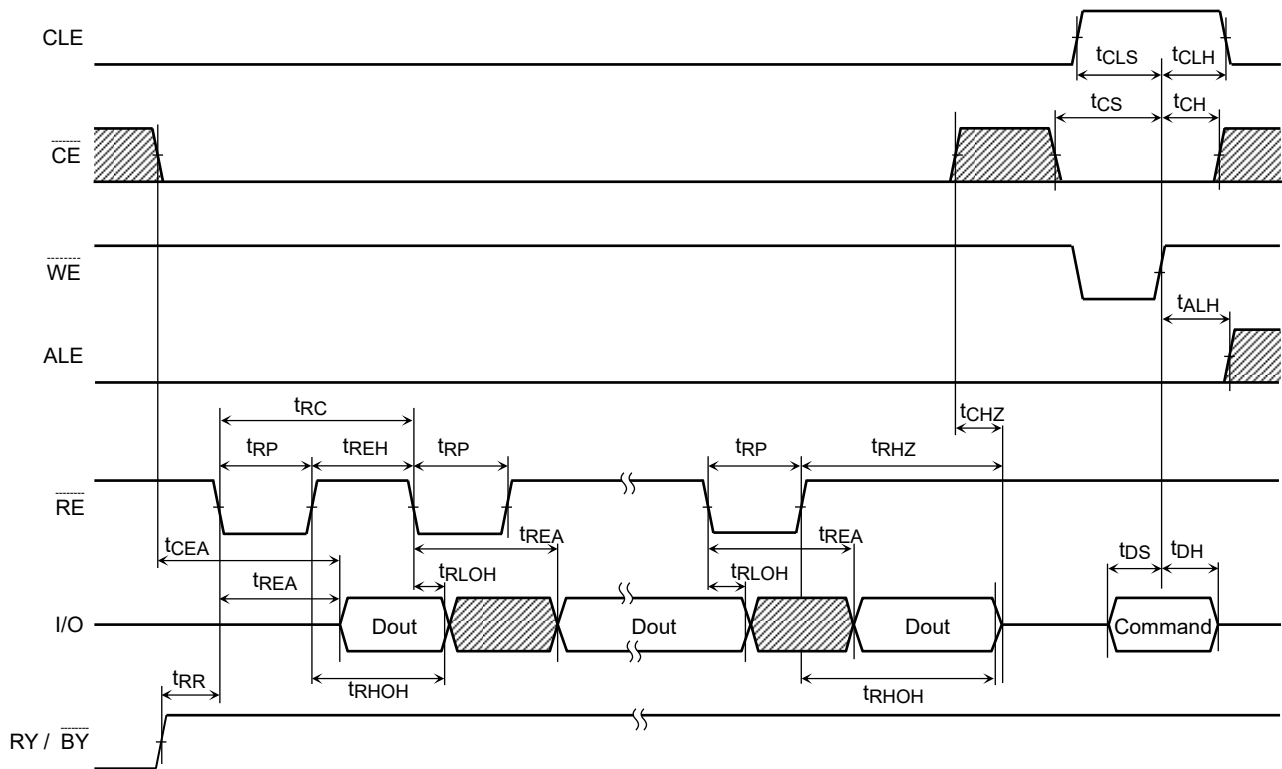 CLE
tCLS tCLH
tCS tCH
CE
WE
tALH
ALE
tRC
tCHZ
tRP tREH tRP tRP tRHZ
RE
tCEA tREA tREA
tDS tDH
tREA tRLOH tRLOH
I/O Dout Dout Dout Command
tRR tRHOH tRHOH
RY / BY